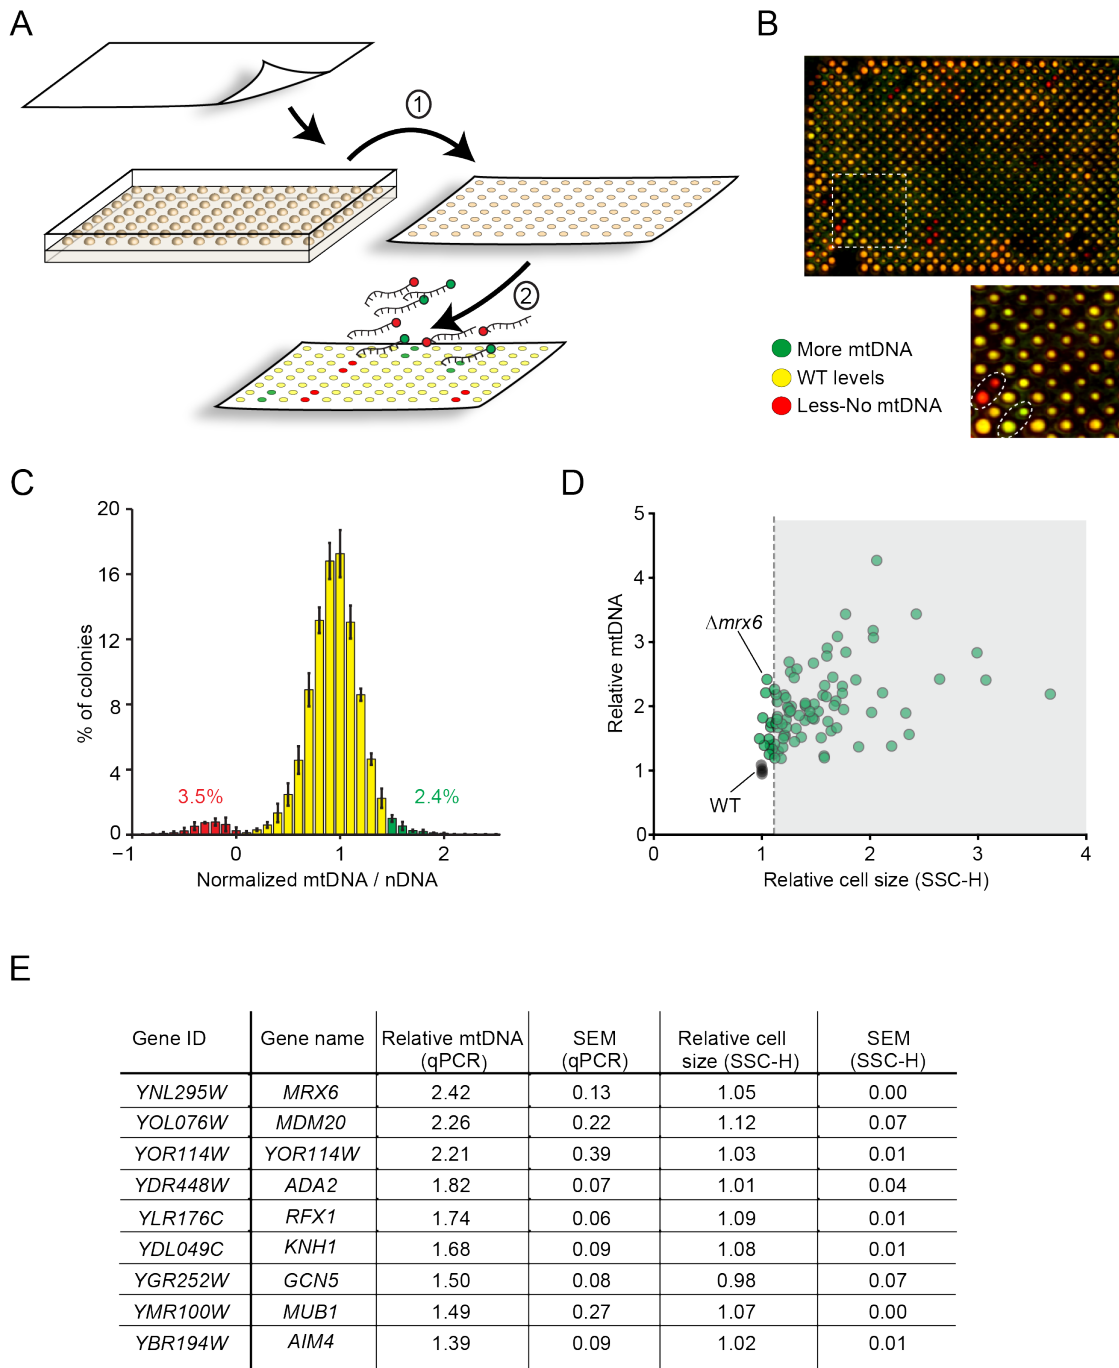 A
B
1
2
More mtDNA
WT levels
Less-No mtDNA
C
20
16
12
8
4
0
% of colonies
3.5%
2.4%
−1
0
1
2
Normalized mtDNA / nDNA
D
5
4
3
2
1
0
Relative mtDNA
Δmrx6
WT
0
1
2
3
4
Relative cell size (SSC-H)
E
Gene ID Gene name Relative mtDNA (qPCR) SEM (qPCR) Relative cell size (SSC-H) SEM (SSC-H)
YNL295W MRX6 2.42 0.13 1.05 0.00
YOL076W MDM20 2.26 0.22 1.12 0.07
YOR114W YOR114W 2.21 0.39 1.03 0.01
YDR448W ADA2 1.82 0.07 1.01 0.04
YLR176C RFX1 1.74 0.06 1.09 0.01
YDL049C KNH1 1.68 0.09 1.08 0.01
YGR252W GCN5 1.50 0.08 0.98 0.07
YMR100W MUB1 1.49 0.27 1.07 0.00
YBR194W AIM4 1.39 0.09 1.02 0.01